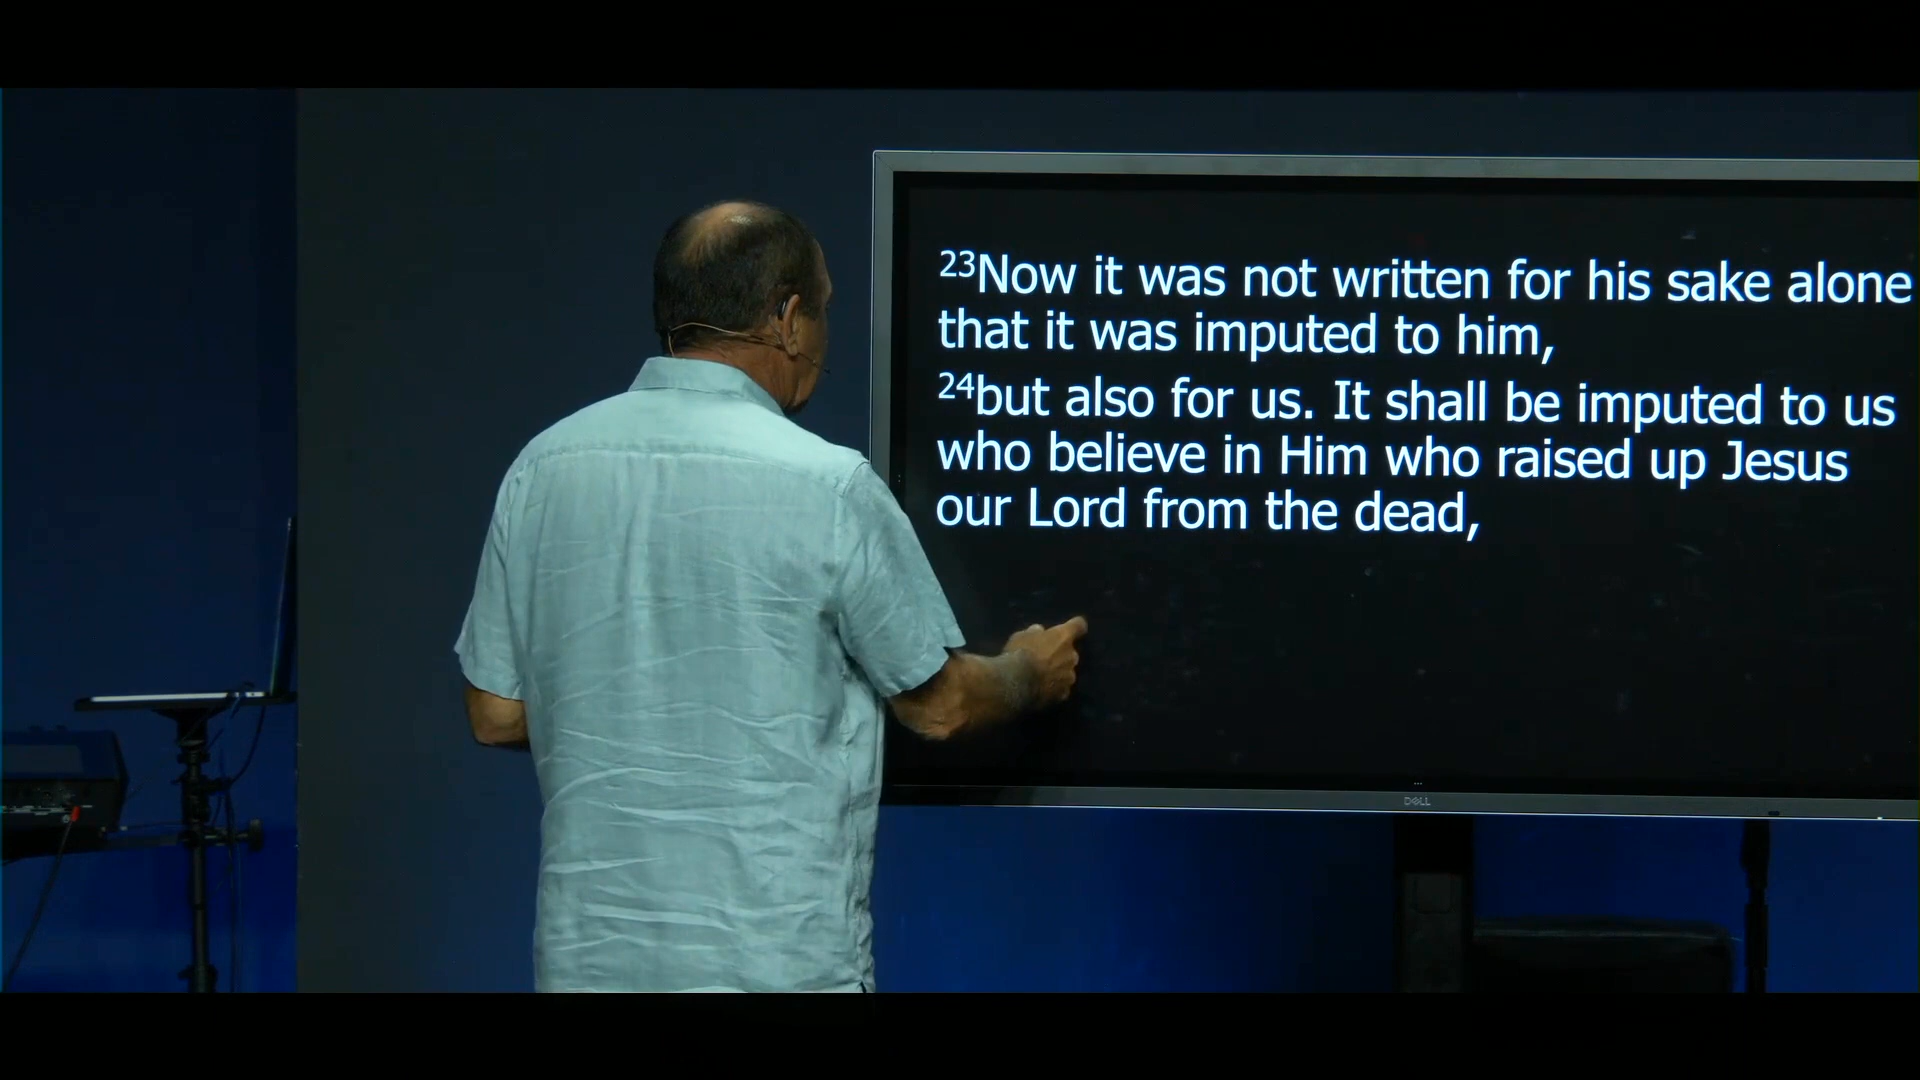 ²³Now it was not written for his sake alone
that it was imputed to him,
²⁴but also for us. It shall be imputed to us
who believe in Him who raised up Jesus
our Lord from the dead,
DELL